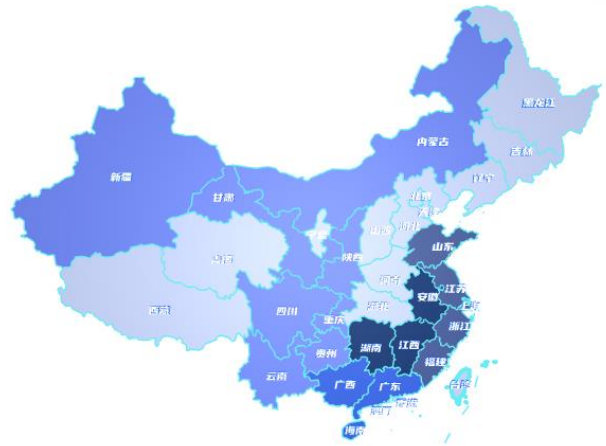 黑龙江
吉林
内蒙古
辽宁
新疆
北京
甘肃
天津
河北
山西
山东
宁夏
青海
陕西
河南
江苏
安徽
上海
西藏
四川
湖北
重庆
浙江
湖南
江西
贵州
福建
云南
广西
广东
台湾
香港
澳门
海南